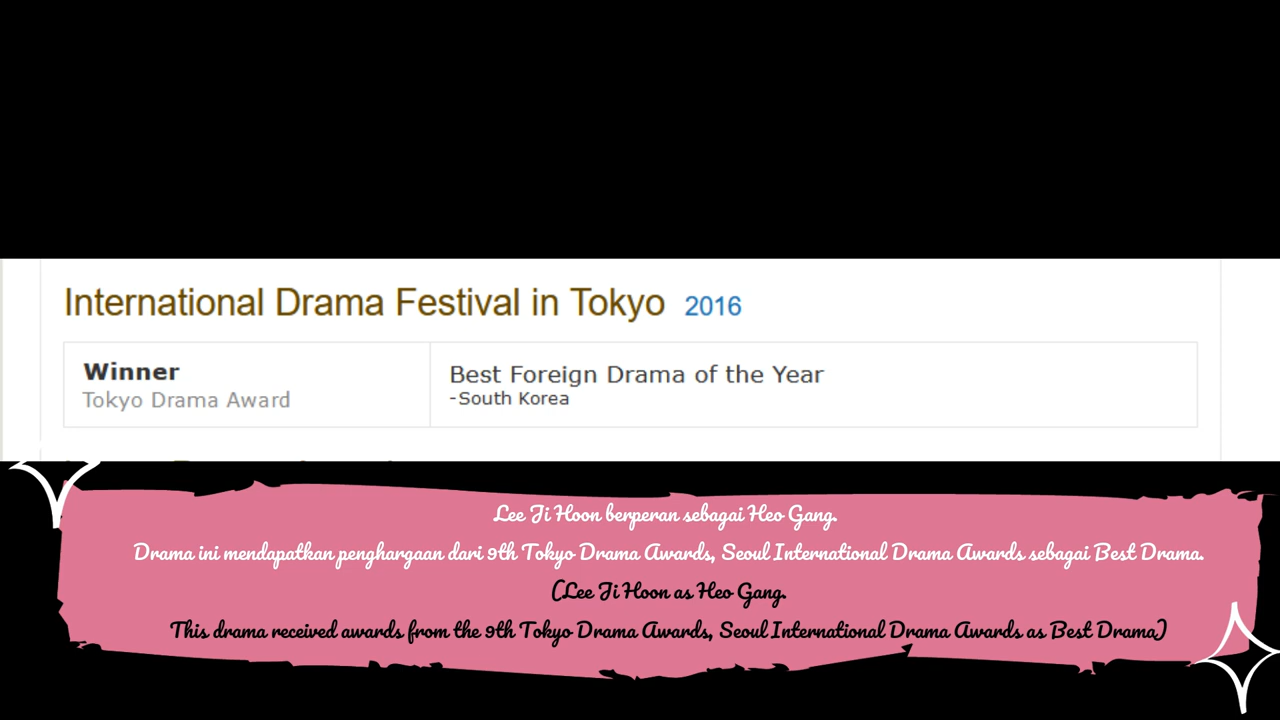 International Drama Festival in Tokyo 2016
Winner
Tokyo Drama Award
Best Foreign Drama of the Year
-South Korea
Lee Ji Hoon berperan sebagai Heo Gang.
Drama ini mendapatkan penghargaan dari 9th Tokyo Drama Awards, Seoul International Drama Awards sebagai Best Drama.
(Lee Ji Hoon as Heo Gang.
This drama received awards from the 9th Tokyo Drama Awards, Seoul International Drama Awards as Best Drama)